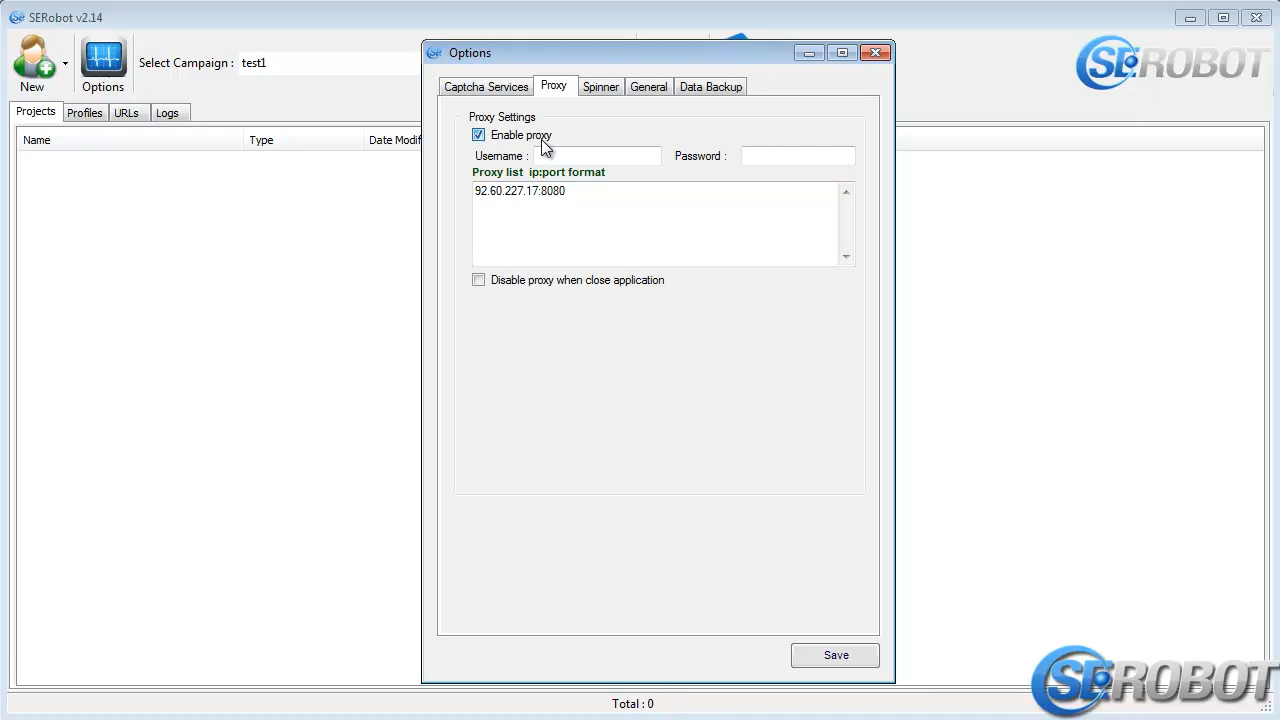 SERobot v2.14
New
Options
Select Campaign :
test1
SEROBOT
Projects
Profiles
URLs
Logs
Name
Type
Date Modif
Options
Captcha Services
Proxy
Spinner
General
Data Backup
Proxy Settings
Enable proxy
Username :
Password :
Proxy list ip:port format
92.60.227.17:8080
Disable proxy when close application
Save
Total : 0
SEROBOT